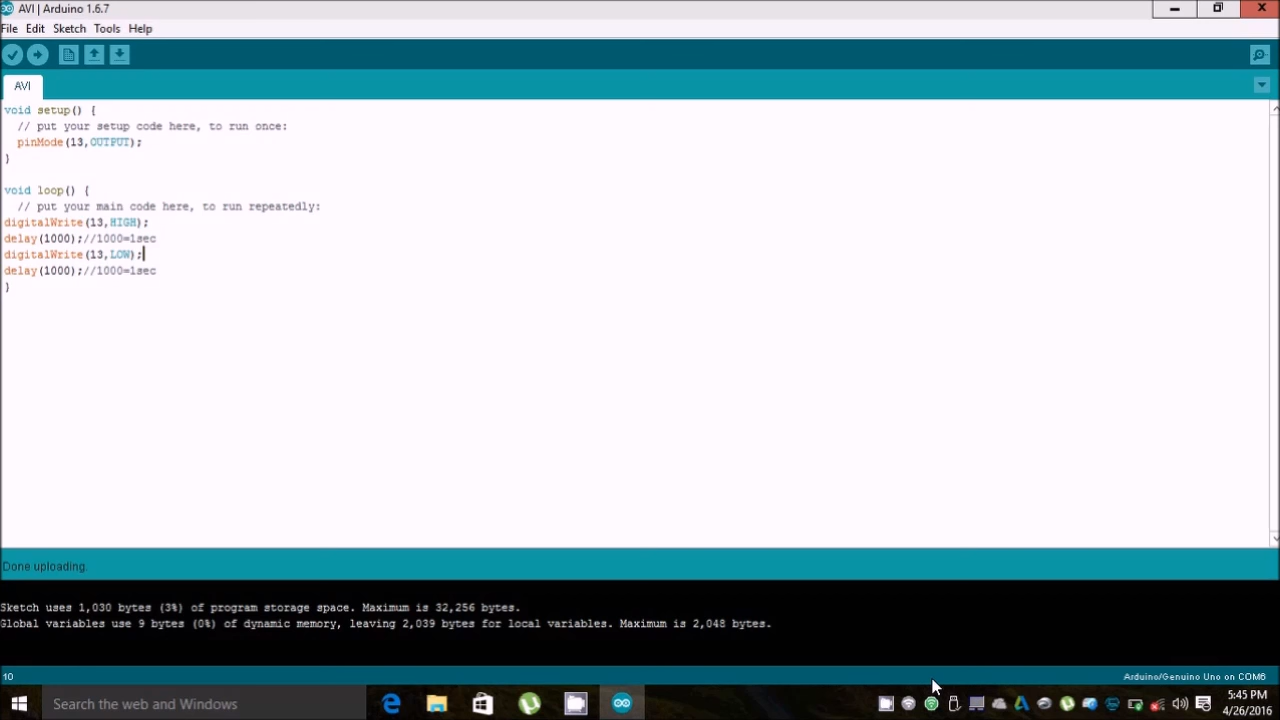 AVI | Arduino 1.6.7
File Edit Sketch Tools Help
AVI
void setup() {
  // put your setup code here, to run once:
  pinMode(13,OUTPUT);
}
void loop() {
  // put your main code here, to run repeatedly:
digitalWrite(13,HIGH);
delay(1000);//1000=1sec
digitalWrite(13,LOW);
delay(1000);//1000=1sec
}
Done uploading.
Sketch uses 1,030 bytes (3%) of program storage space. Maximum is 32,256 bytes.
Global variables use 9 bytes (0%) of dynamic memory, leaving 2,039 bytes for local variables. Maximum is 2,048 bytes.
10 Arduino/Genuino Uno on COM6
Search the web and Windows
5:45 PM
4/26/2016